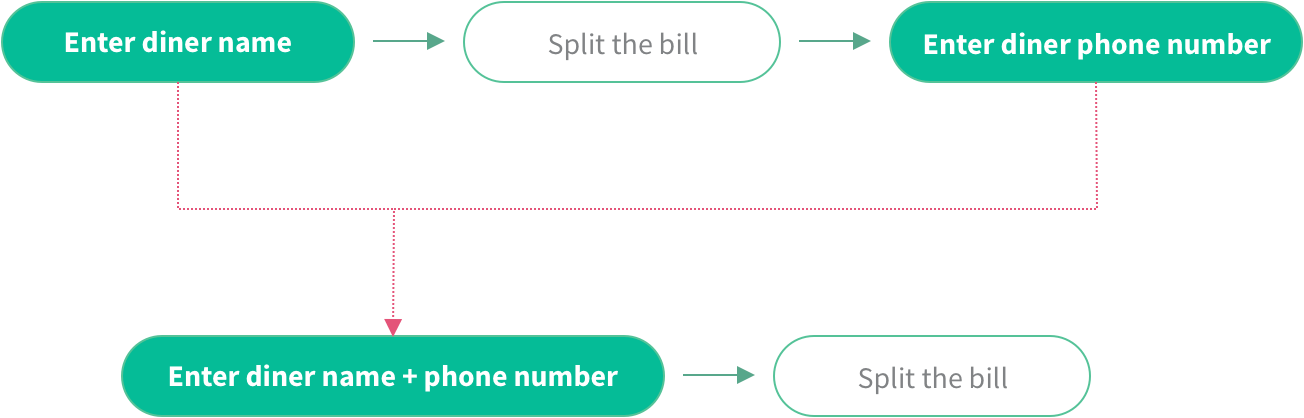 Enter diner name
Split the bill
Enter diner phone number
Enter diner name + phone number
Split the bill